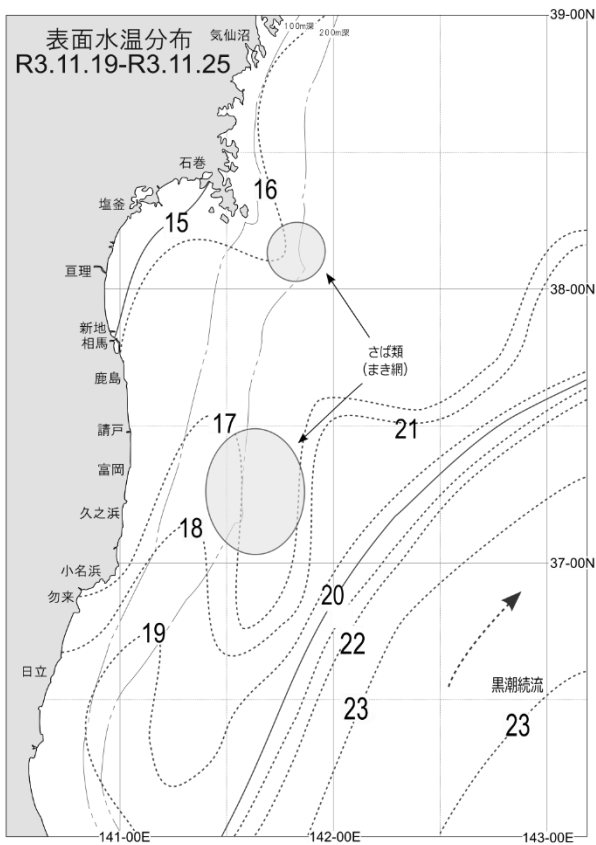 表面水温分布
R3.11.19-R3.11.25
気仙沼
100m深
200m深
39-00N
石巻
16
塩釜
15
亘理
38-00N
新地
相馬
さば類
(まき網)
鹿島
17
21
請戸
富岡
久之浜
18
37-00N
小名浜
20
勿来
19
22
日立
黒潮続流
23
23
141-00E
142-00E
143-00E